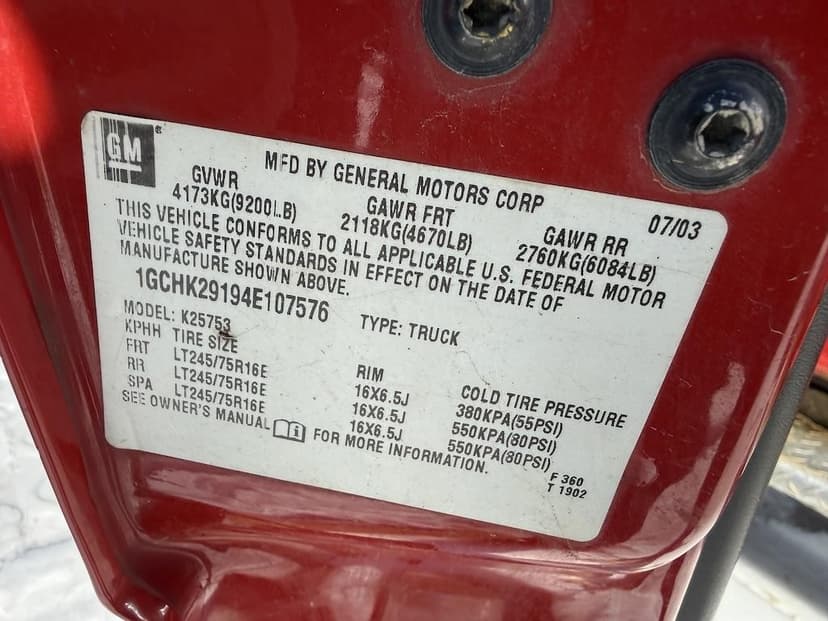 GM ®
MFD BY GENERAL MOTORS CORP 07/03
GVWR GAWR FRT GAWR RR
4173KG(9200LB) 2118KG(4670LB) 2760KG(6084LB)
THIS VEHICLE CONFORMS TO ALL APPLICABLE U.S. FEDERAL MOTOR
VEHICLE SAFETY STANDARDS IN EFFECT ON THE DATE OF
MANUFACTURE SHOWN ABOVE.
1GCHK29194E107576 TYPE: TRUCK
MODEL: K25753
KPHH TIRE SIZE RIM COLD TIRE PRESSURE
FRT LT245/75R16E 16X6.5J 380KPA(55PSI)
RR LT245/75R16E 16X6.5J 550KPA(80PSI)
SPA LT245/75R16E 16X6.5J 550KPA(80PSI)
SEE OWNER'S MANUAL FOR MORE INFORMATION.
F 360
T 1902